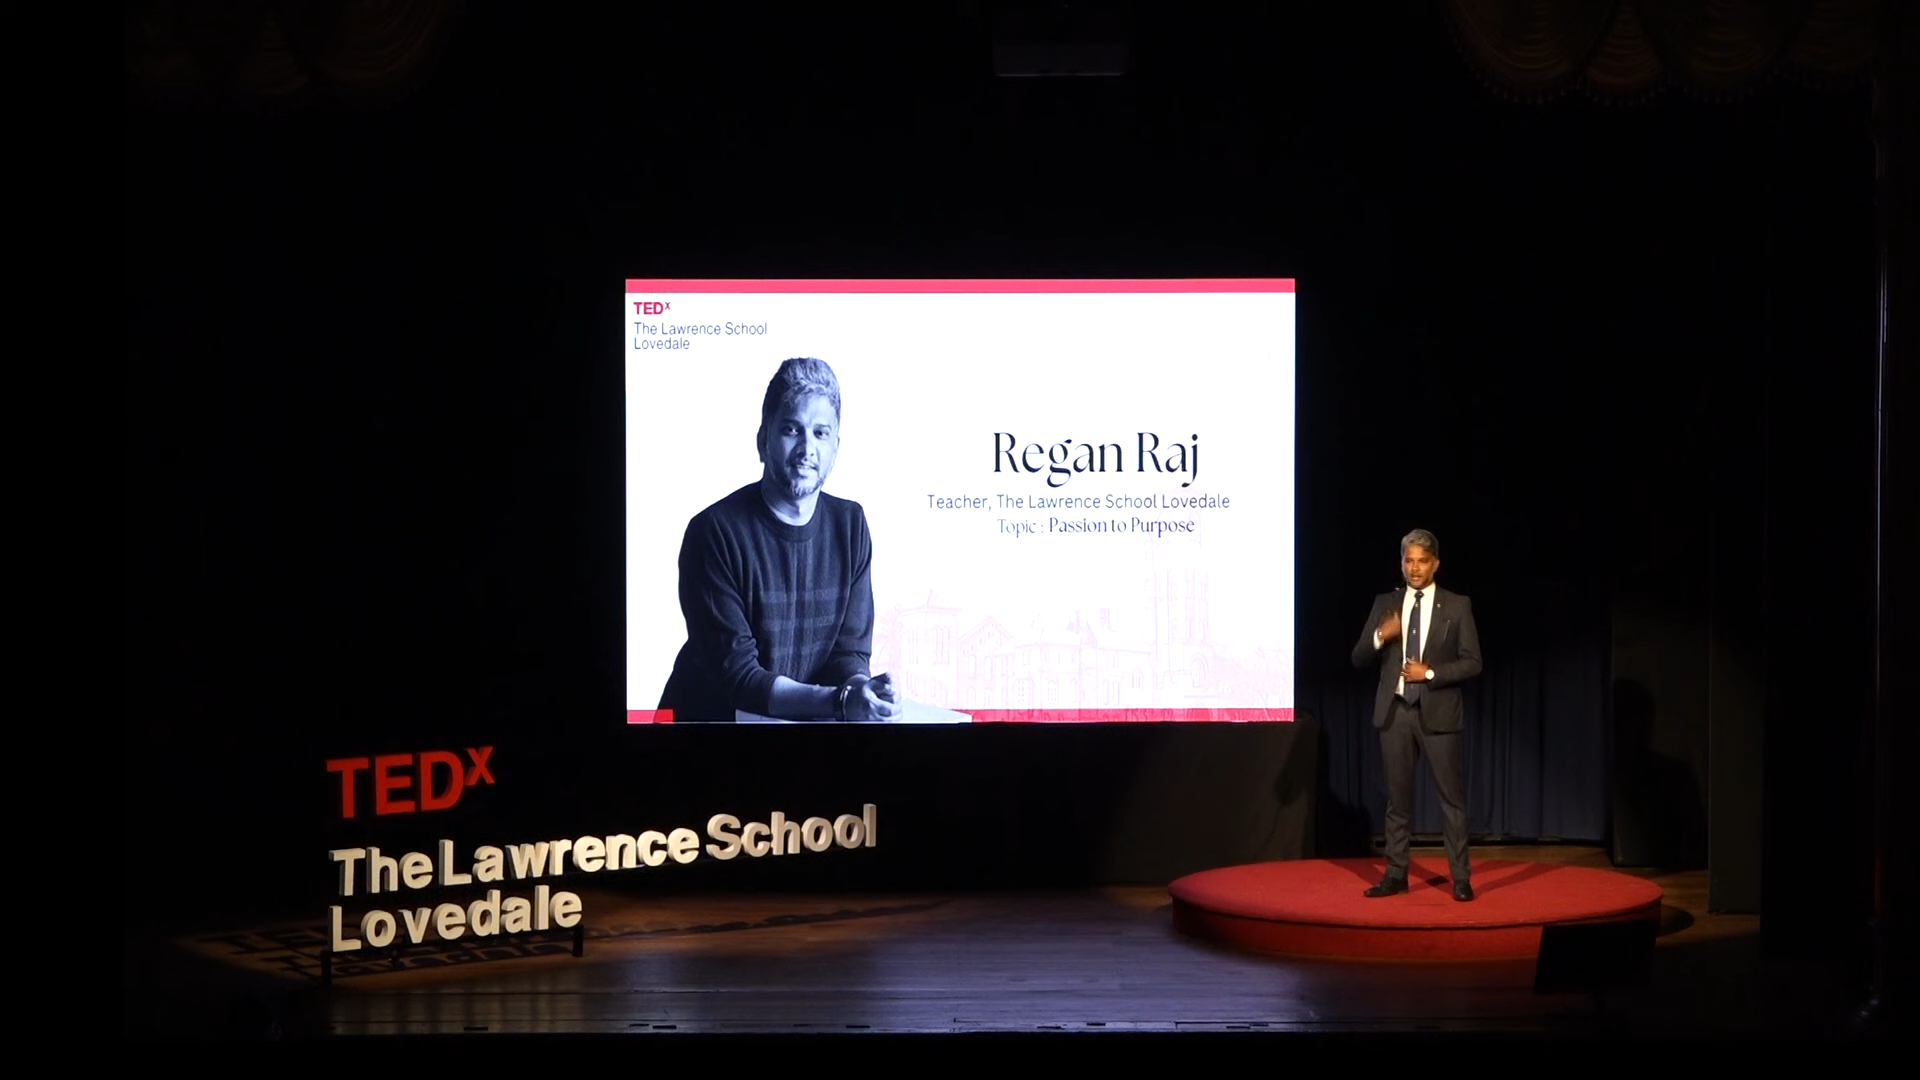 TEDx
The Lawrence School
Lovedale
Regan Raj
Teacher, The Lawrence School Lovedale
Topic : Passion to Purpose
TEDx
The Lawrence School
Lovedale